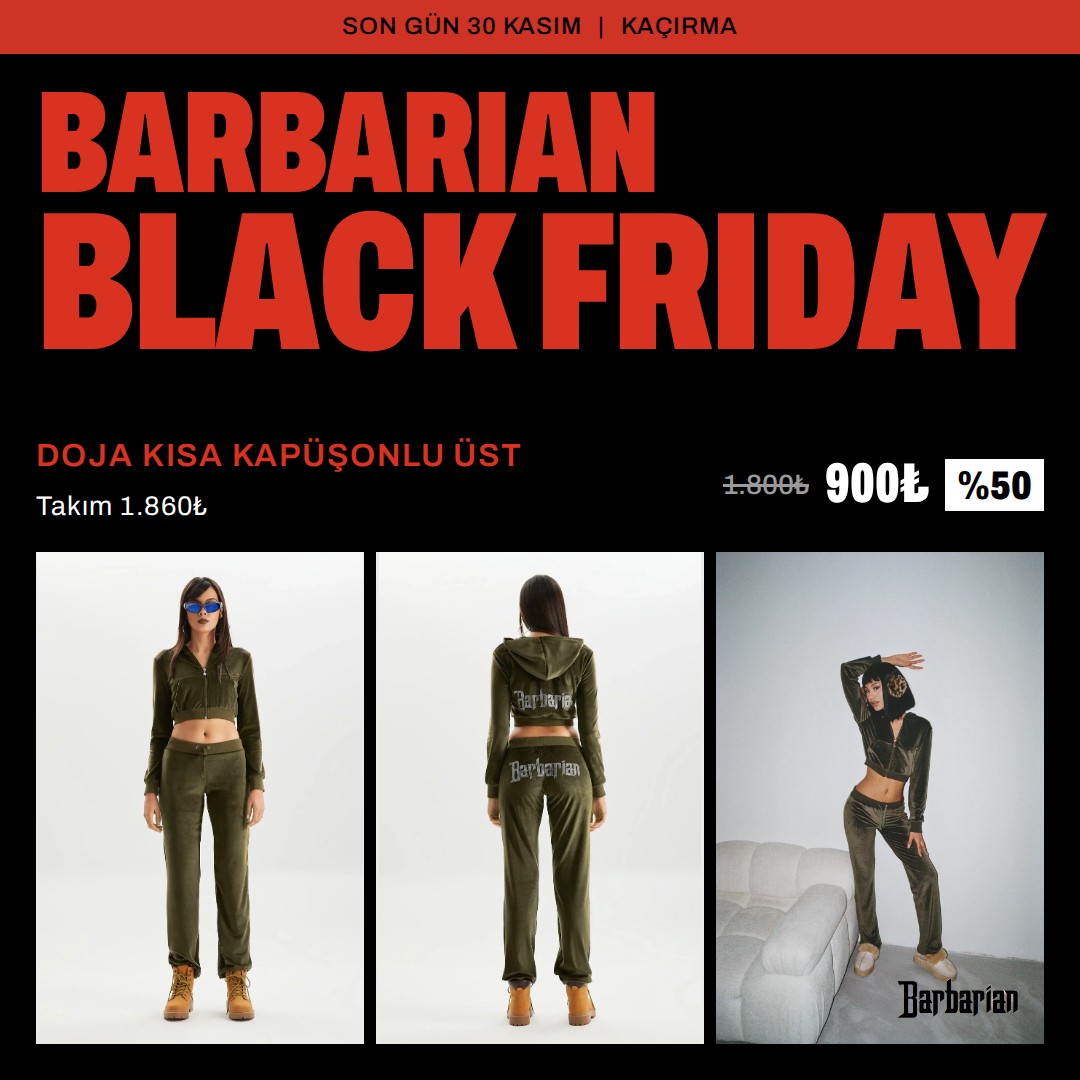 SON GÜN 30 KASIM | KAÇIRMA
BARBARIAN
BLACK FRIDAY
DOJA KISA KAPÜŞONLU ÜST
Takım 1.860₺
1.800₺ 900₺ %50
Barbarian
Barbarian
Barbarian